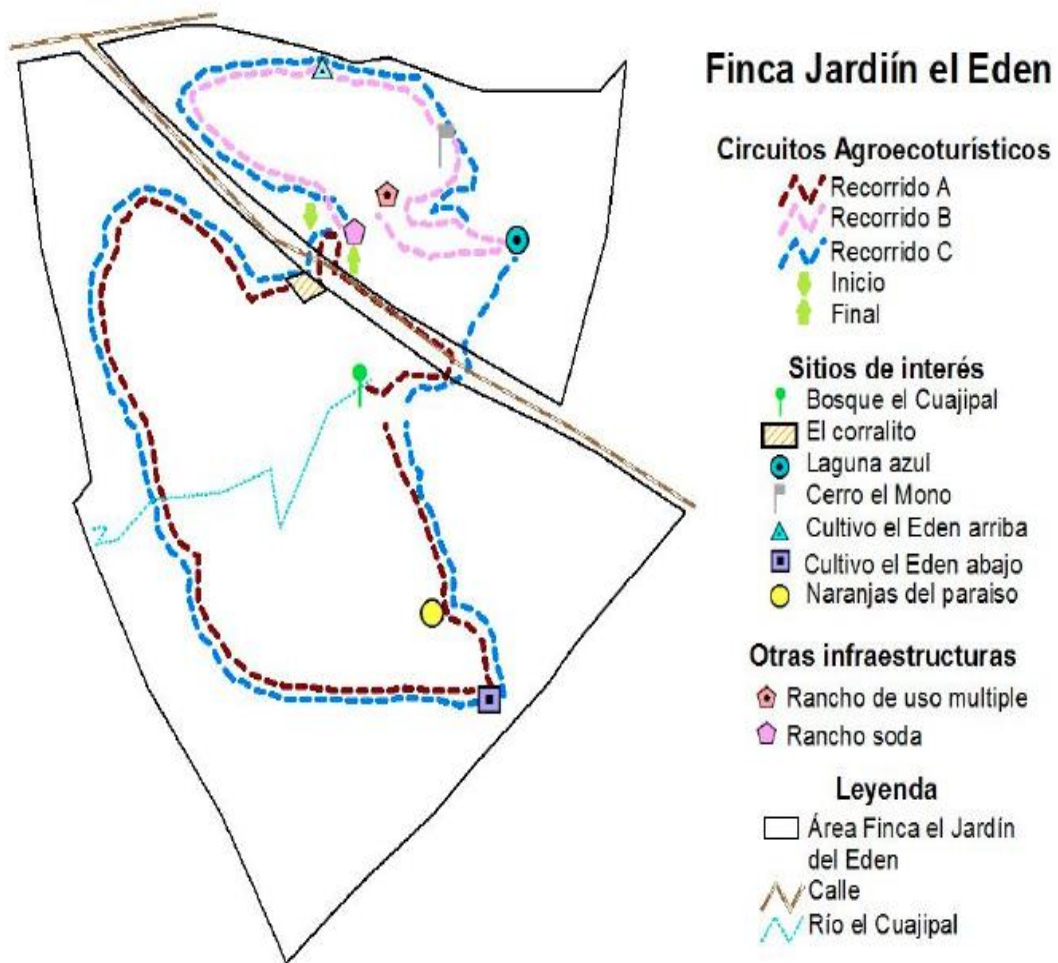 Finca Jardiín el Eden
Circuitos Agroecoturísticos
Recorrido A
Recorrido B
Recorrido C
Inicio
Final
Sitios de interés
Bosque el Cuajipal
El corralito
Laguna azul
Cerro el Mono
Cultivo el Eden arriba
Cultivo el Eden abajo
Naranjas del paraiso
Otras infraestructuras
Rancho de uso multiple
Rancho soda
Leyenda
Área Finca el Jardín
del Eden
Calle
Río el Cuajipal